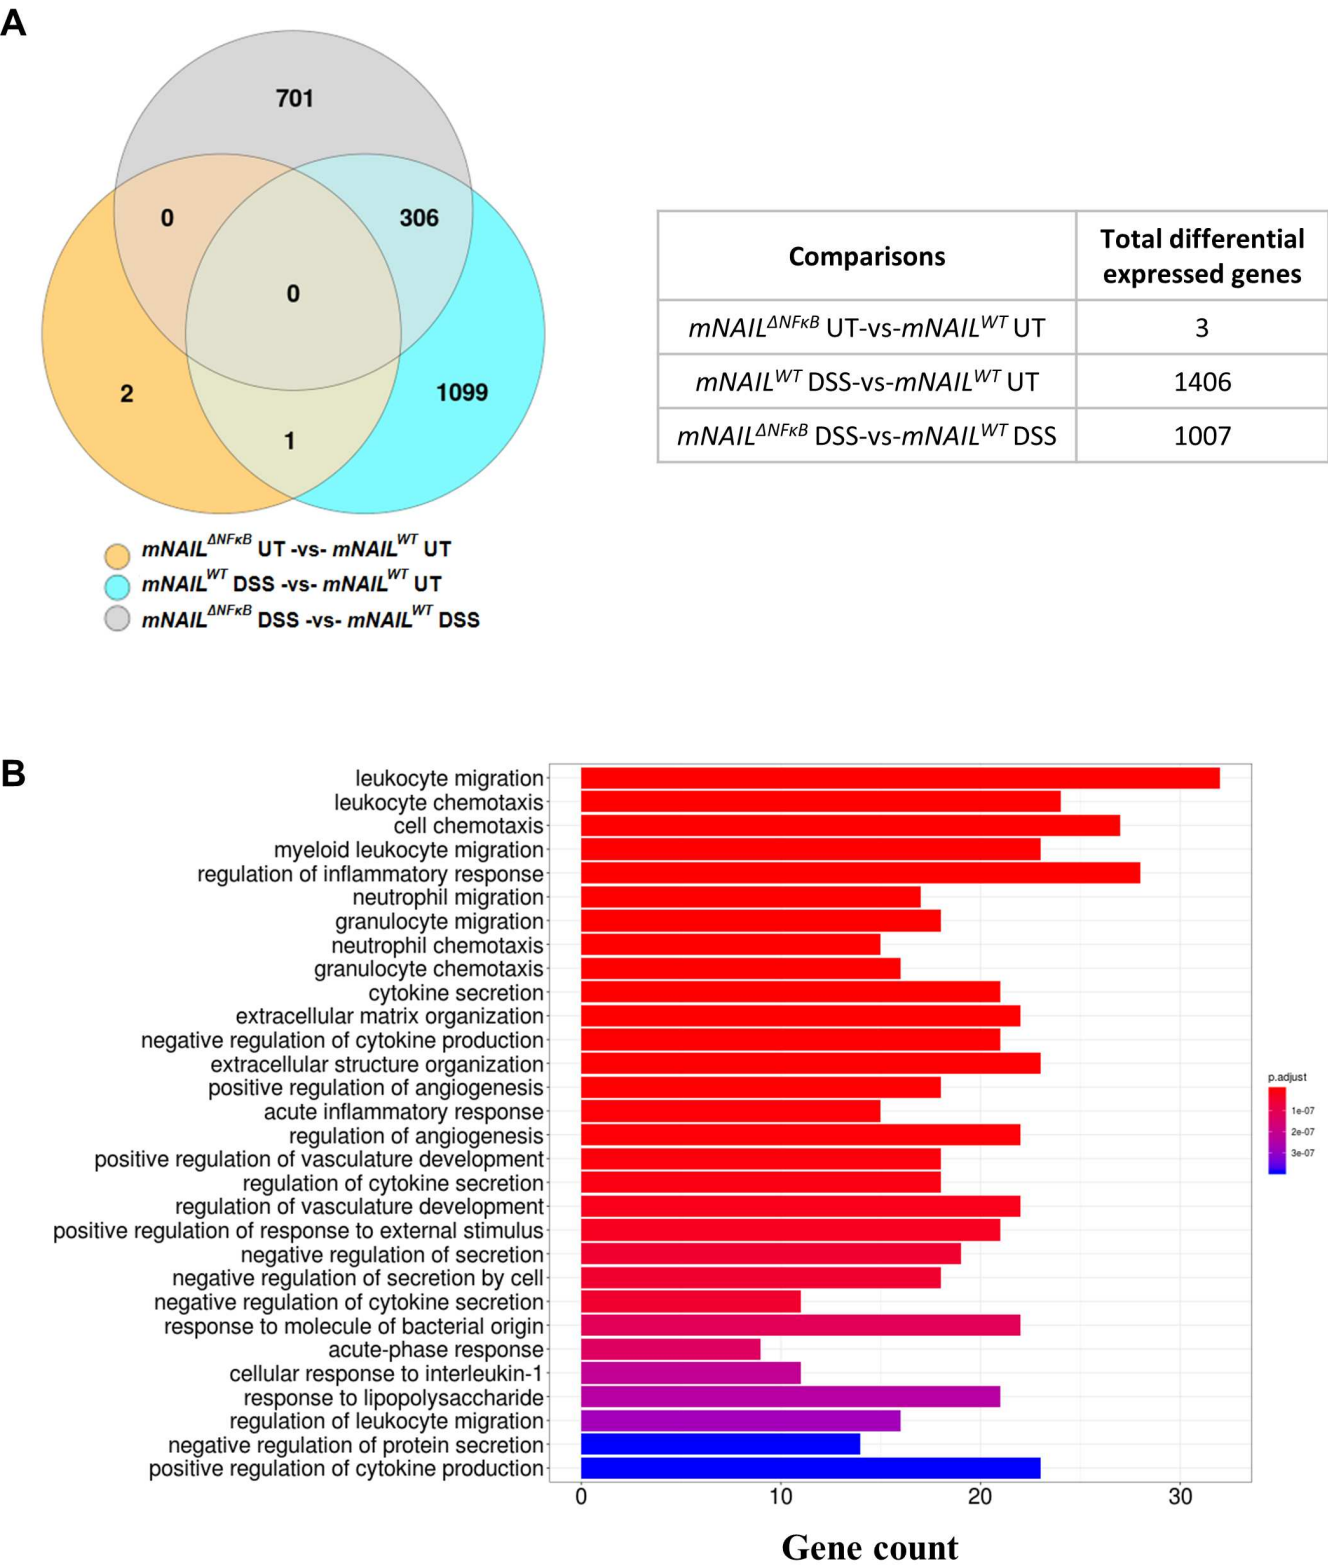 A
701
0
306
0
2
1099
1
mNAIL^ΔNFκB UT -vs- mNAIL^WT UT
mNAIL^WT DSS -vs- mNAIL^WT UT
mNAIL^ΔNFκB DSS -vs- mNAIL^WT DSS
Comparisons
Total differential
expressed genes
mNAIL^ΔNFκB UT-vs-mNAIL^WT UT
3
mNAIL^WT DSS-vs-mNAIL^WT UT
1406
mNAIL^ΔNFκB DSS-vs-mNAIL^WT DSS
1007
B
leukocyte migration
leukocyte chemotaxis
cell chemotaxis
myeloid leukocyte migration
regulation of inflammatory response
neutrophil migration
granulocyte migration
neutrophil chemotaxis
granulocyte chemotaxis
cytokine secretion
extracellular matrix organization
negative regulation of cytokine production
extracellular structure organization
positive regulation of angiogenesis
acute inflammatory response
regulation of angiogenesis
positive regulation of vasculature development
regulation of cytokine secretion
regulation of vasculature development
positive regulation of response to external stimulus
negative regulation of secretion
negative regulation of secretion by cell
negative regulation of cytokine secretion
response to molecule of bacterial origin
acute-phase response
cellular response to interleukin-1
response to lipopolysaccharide
regulation of leukocyte migration
negative regulation of protein secretion
positive regulation of cytokine production
0
10
20
30
Gene count
p.adjust
1e-07
2e-07
3e-07